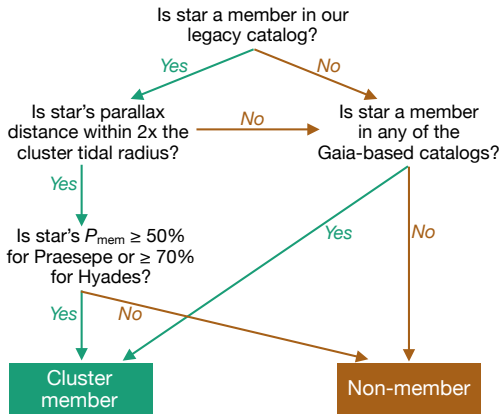 Is star a member in our
legacy catalog?
Yes
No
Is star's parallax
distance within 2x the
cluster tidal radius?
No
Is star a member
in any of the
Gaia-based catalogs?
Yes
Is star's Pmem ≥ 50%
for Praesepe or ≥ 70%
for Hyades?
Yes
No
Yes
No
Cluster
member
Non-member